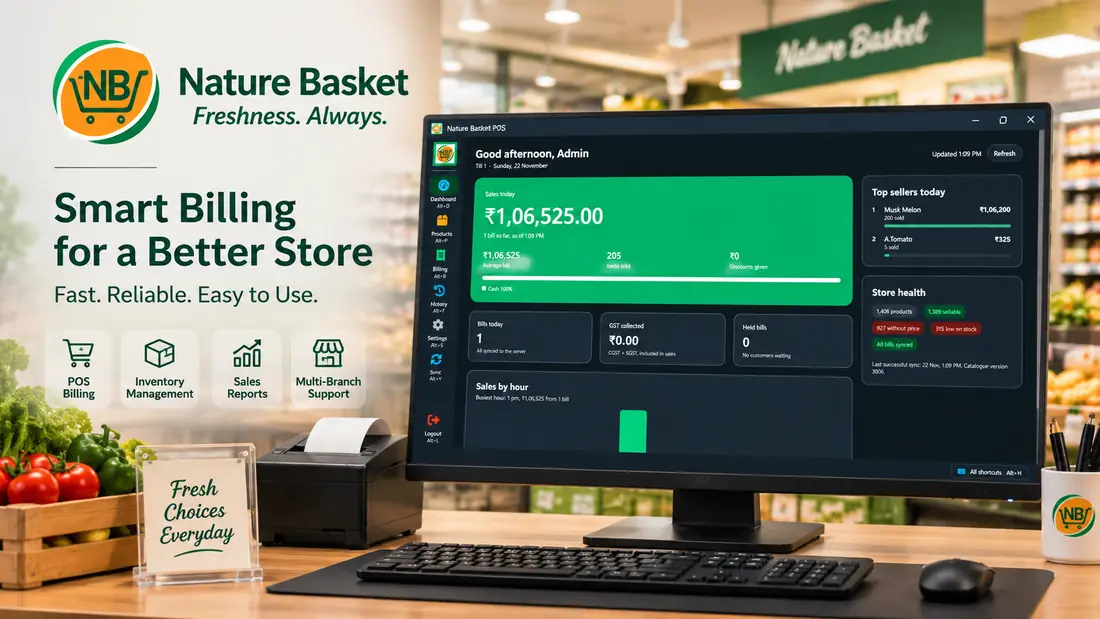 NB
Nature Basket
Freshness. Always.
Smart Billing
for a Better Store
Fast. Reliable. Easy to Use.
POS
Billing
Inventory
Management
Sales
Reports
Multi-Branch
Support
Fresh
Choices
Everyday
Nature Basket
Nature Basket POS
NB
Dashboard
Alt+D
Products
Alt+P
Billing
Alt+B
History
Settings
Alt+S
Sync
Alt+Y
Logout
Alt+L
Good afternoon, Admin
Till 1 - Sunday, 22 November
Updated 1:09 PM
Refresh
Sales today
₹1,06,525.00
1 bill so far, as of 1:09 PM
₹1,06,525
Average bill
205
Items sold
₹0
Discounts given
Cash 100%
Bills today
1
All synced to the server
GST collected
₹0.00
CGST + SGST, included in sales
Held bills
0
No customers waiting
Sales by hour
Busiest hour: 1 pm, ₹1,06,525 from 1 bill
Top sellers today
1 Musk Melon ₹1,06,200
200 sold
2 A.Tomato ₹325
5 sold
Store health
1,406 products
1,389 sellable
927 without price
315 low on stock
All bills synced
Last successful sync: 22 Nov, 1:09 PM, Catalogue version
3006.
All shortcuts Alt+H
NB